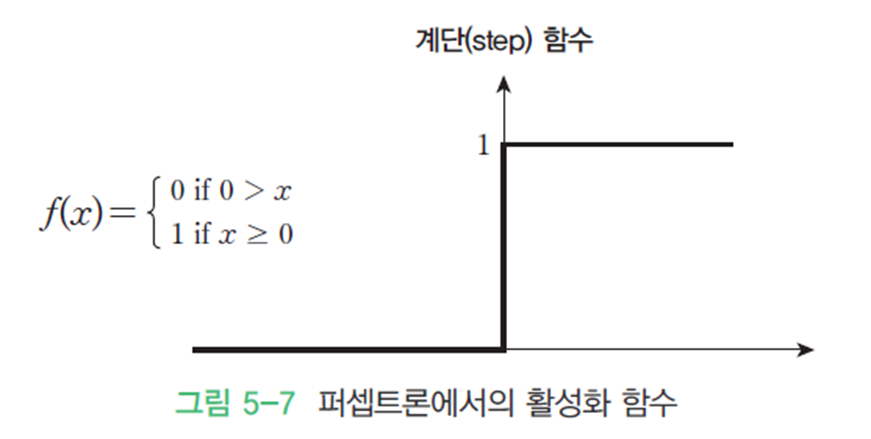 계단(step) 함수
1
f(x)= { 0 if 0 > x
1 if x ≥ 0
그림 5-7 퍼셉트론에서의 활성화 함수